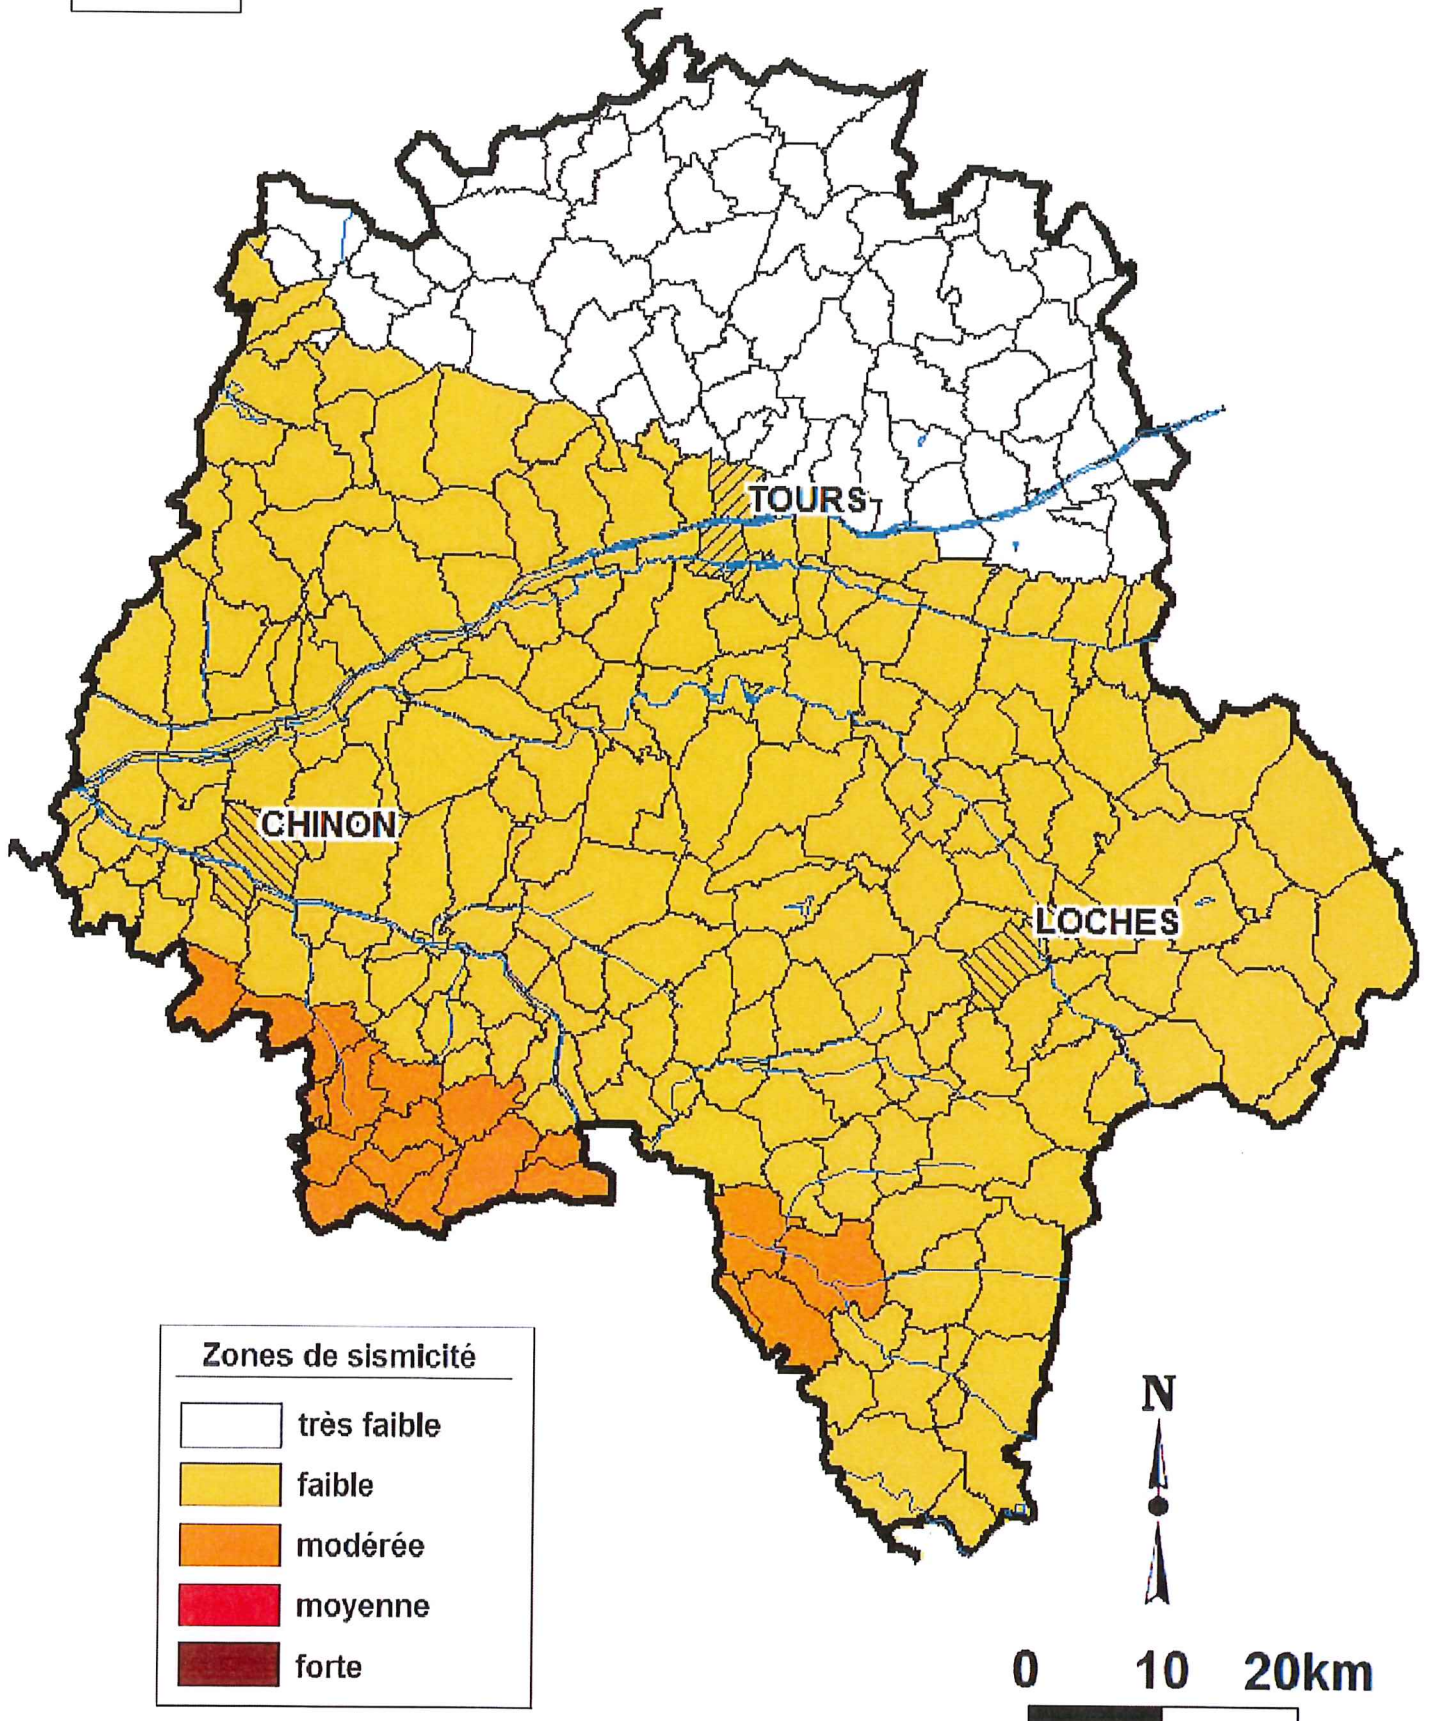 TOURS
CHINON
LOCHES
Zones de sismicité
très faible
faible
modérée
moyenne
forte
N
0 10 20km